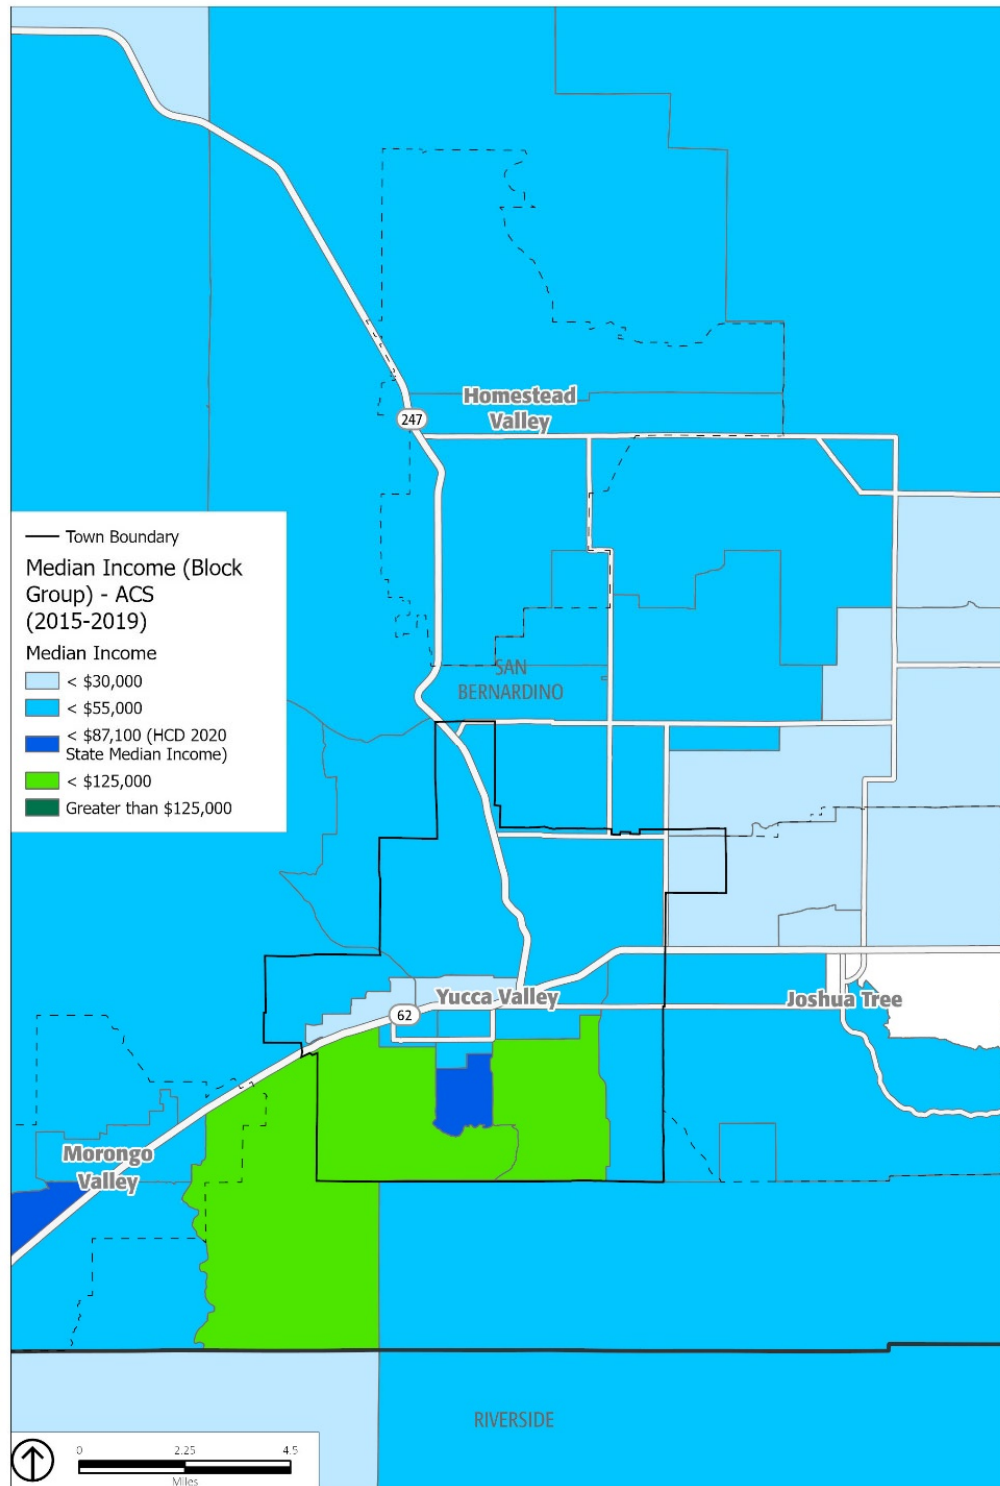 Homestead
Valley
247
Town Boundary
Median Income (Block
Group) - ACS
(2015-2019)
Median Income
< $30,000
< $55,000
< $87,100 (HCD 2020
State Median Income)
< $125,000
Greater than $125,000
SAN
BERNARDINO
Yucca Valley
Joshua Tree
62
Morongo
Valley
RIVERSIDE
0 2.25 4.5
Miles